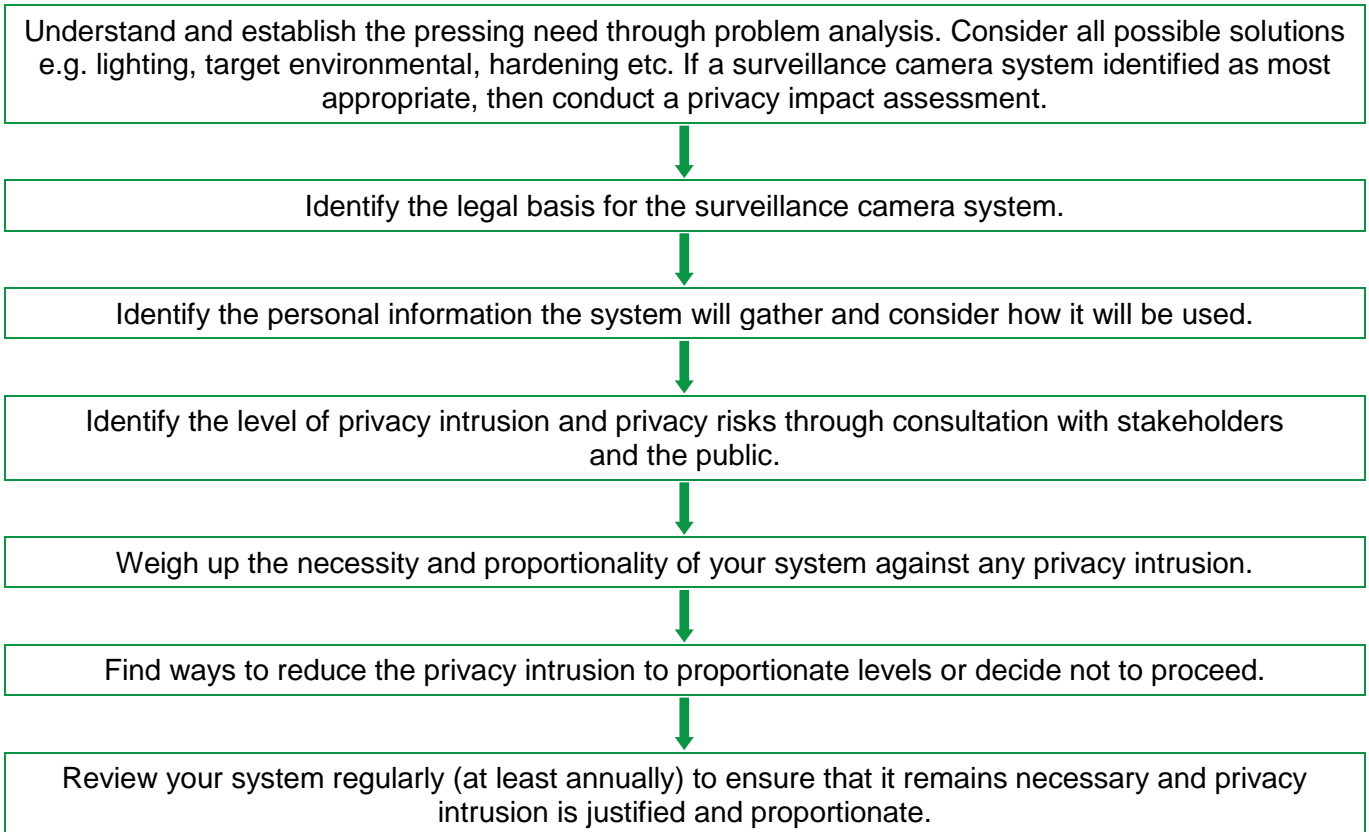 Understand and establish the pressing need through problem analysis. Consider all possible solutions
e.g. lighting, target environmental, hardening etc. If a surveillance camera system identified as most
appropriate, then conduct a privacy impact assessment.
Identify the legal basis for the surveillance camera system.
Identify the personal information the system will gather and consider how it will be used.
Identify the level of privacy intrusion and privacy risks through consultation with stakeholders
and the public.
Weigh up the necessity and proportionality of your system against any privacy intrusion.
Find ways to reduce the privacy intrusion to proportionate levels or decide not to proceed.
Review your system regularly (at least annually) to ensure that it remains necessary and privacy
intrusion is justified and proportionate.